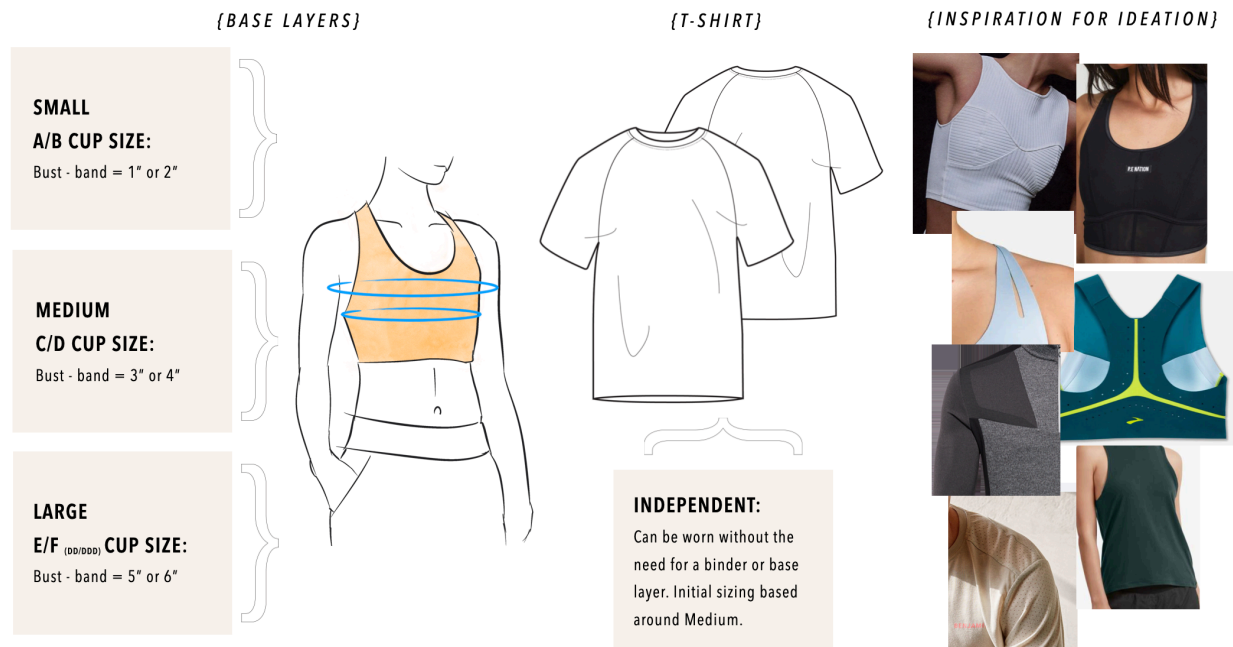 {BASE LAYERS}
{T-SHIRT}
{INSPIRATION FOR IDEATION}
SMALL
A/B CUP SIZE:
Bust - band = 1” or 2”
MEDIUM
C/D CUP SIZE:
Bust - band = 3” or 4”
LARGE
E/F (DD/DDD) CUP SIZE:
Bust - band = 5” or 6”
INDEPENDENT:
Can be worn without the
need for a binder or base
layer. Initial sizing based
around Medium.
P.E NATION